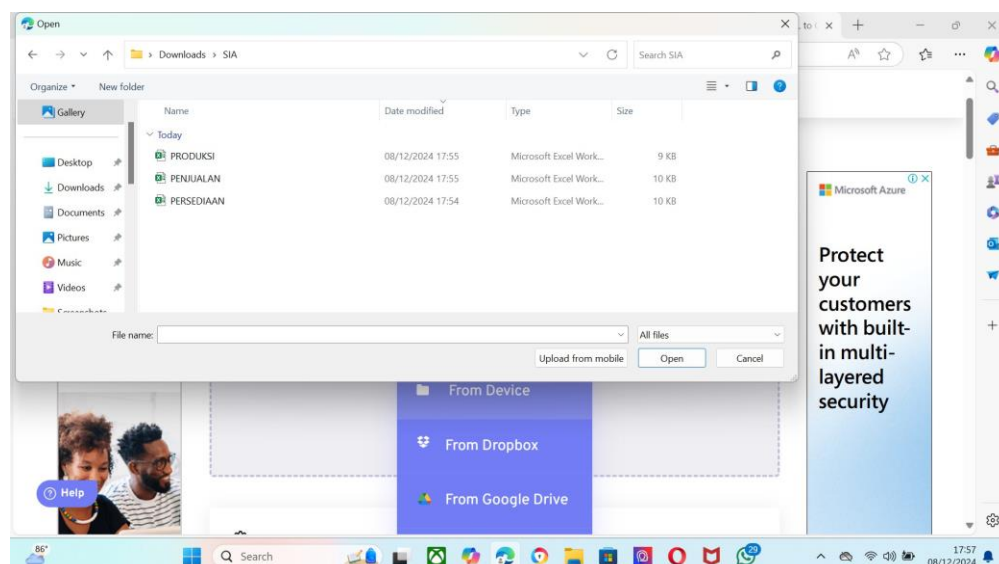 Open
to
Downloads > SIA
Search SIA
Organize
New folder
Gallery
Name Date modified Type Size
Today
PRODUKSI 08/12/2024 17:55 Microsoft Excel Work... 9 KB
PENJUALAN 08/12/2024 17:55 Microsoft Excel Work... 10 KB
PERSEDIAAN 08/12/2024 17:54 Microsoft Excel Work... 10 KB
Desktop
Downloads
Documents
Pictures
Music
Videos
File name:
All files
Upload from mobile
Open
Cancel
Microsoft Azure
Protect
your
customers
with built-
in multi-
layered
security
From Device
From Dropbox
From Google Drive
Help
86°
Search
29
17:57
08/12/2024